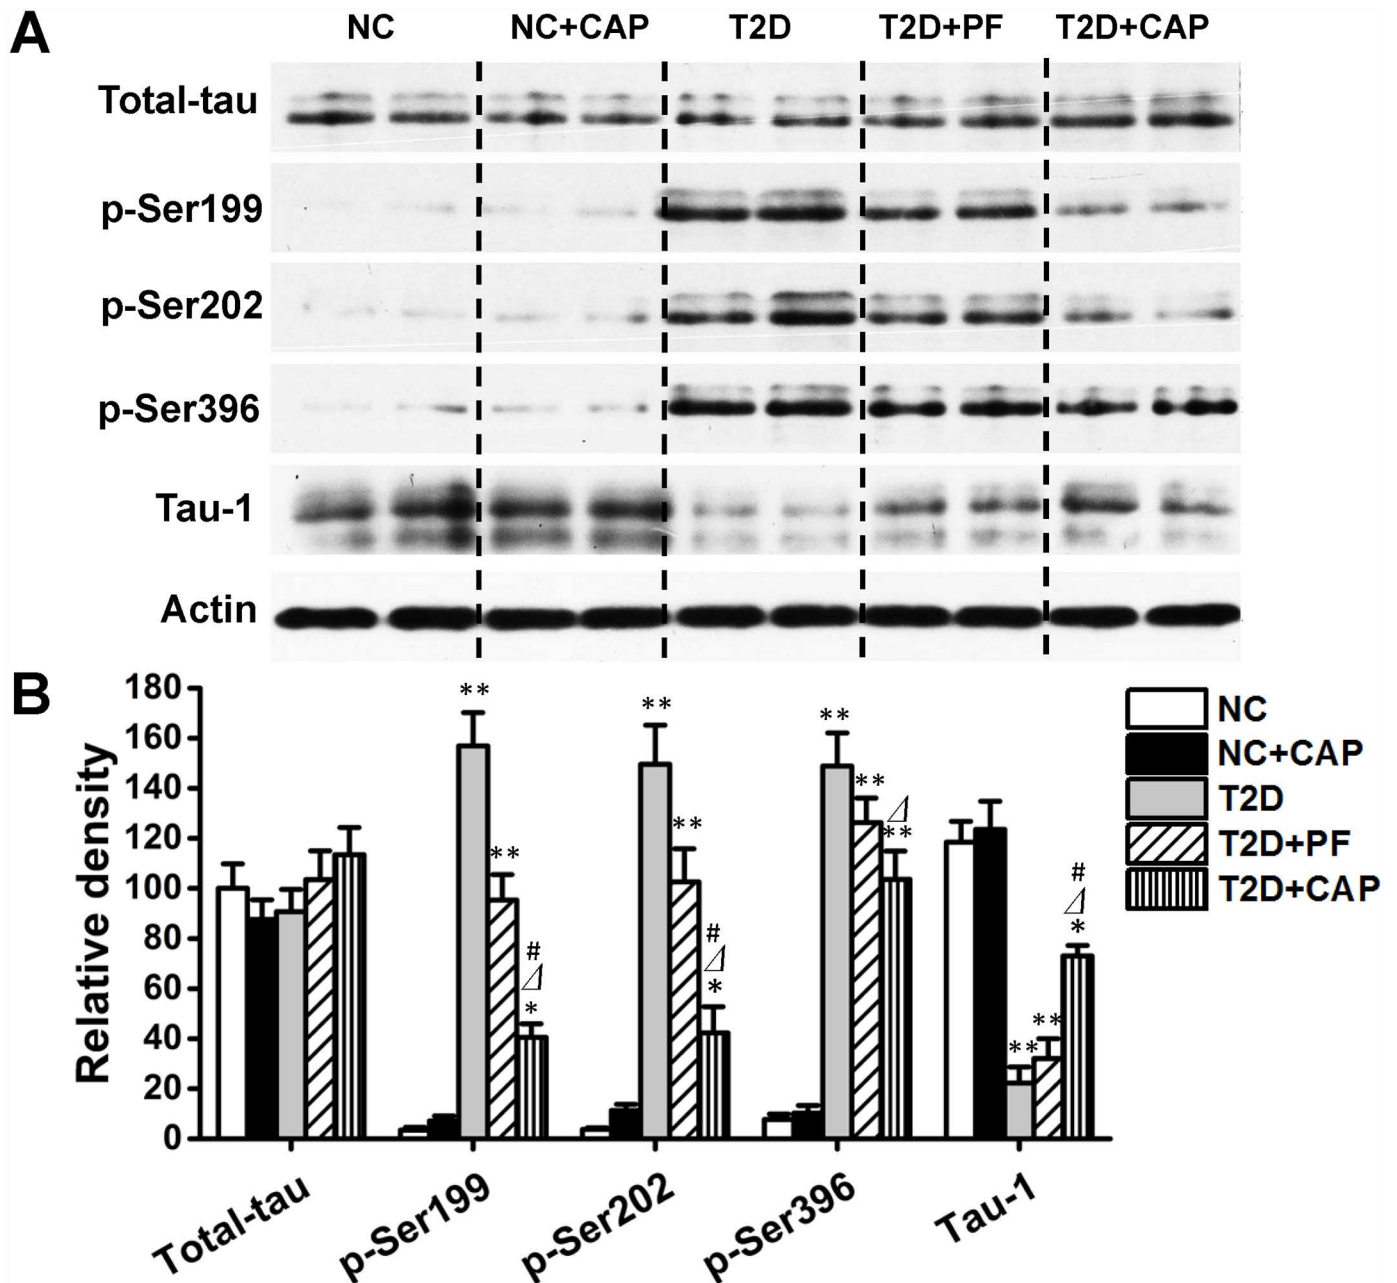 A
NC NC+CAP T2D T2D+PF T2D+CAP
Total-tau
p-Ser199
p-Ser202
p-Ser396
Tau-1
Actin
B
Relative density
180
160
140
120
100
80
60
40
20
0
**
**
#
⊿
*
**
**
#
⊿
*
**
**
⊿
**
**
**
#
⊿
*
Total-tau p-Ser199 p-Ser202 p-Ser396 Tau-1
NC
NC+CAP
T2D
T2D+PF
T2D+CAP